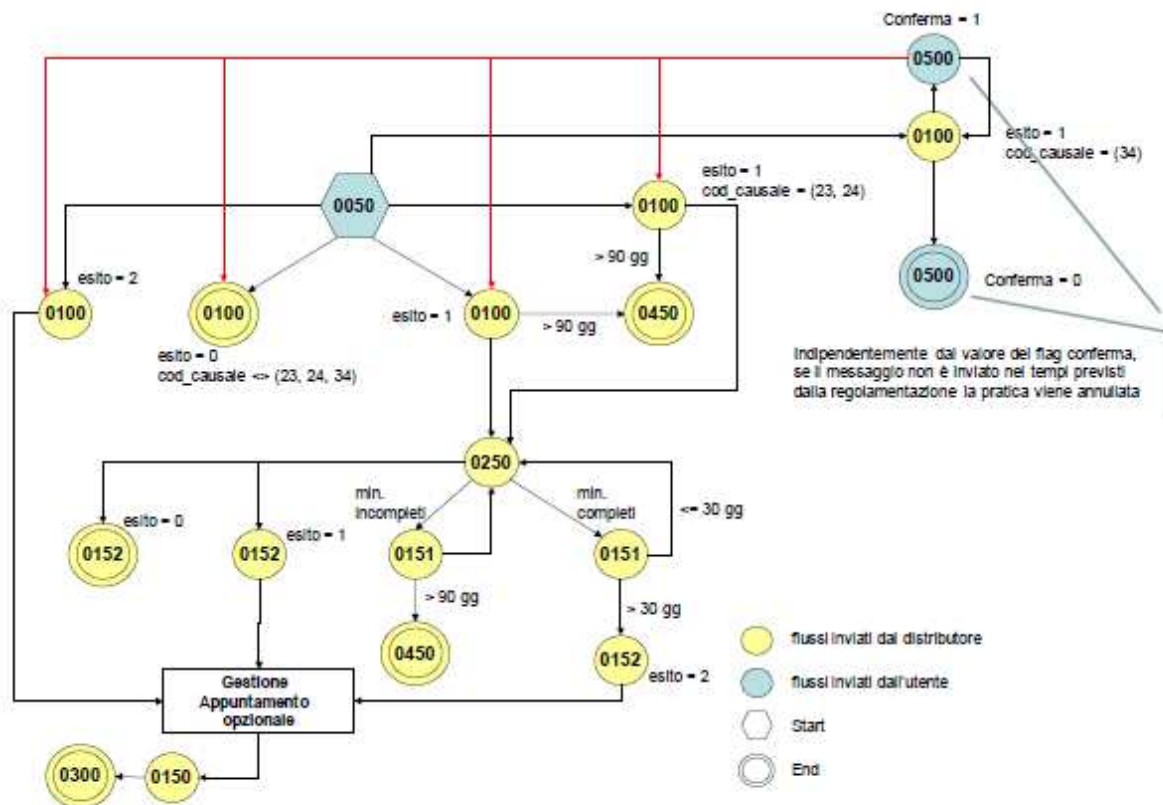 Conferma = 1
0500
0100
esito = 1
cod_causale = (34)
esito = 1
cod_causale = (23, 24)
0050
0100
> 90 gg
esito = 2
0500
Conferma = 0
0100
0100
esito = 1
0100
> 90 gg
0450
esito = 0
cod_causale <> (23, 24, 34)
Indipendentemente dal valore del flag conferma,
se il messaggio non è inviato nei tempi previsti
dalla regolamentazione la pratica viene annullata
0250
min.
incompleti
min.
completi
<= 30 gg
esito = 0
esito = 1
0152
0152
0151
0151
> 90 gg
> 30 gg
0450
0152
esito = 2
flussi inviati dal distributore
Gestione
Appuntamento
opzionale
flussi inviati dall'utente
Start
0300
0150
End